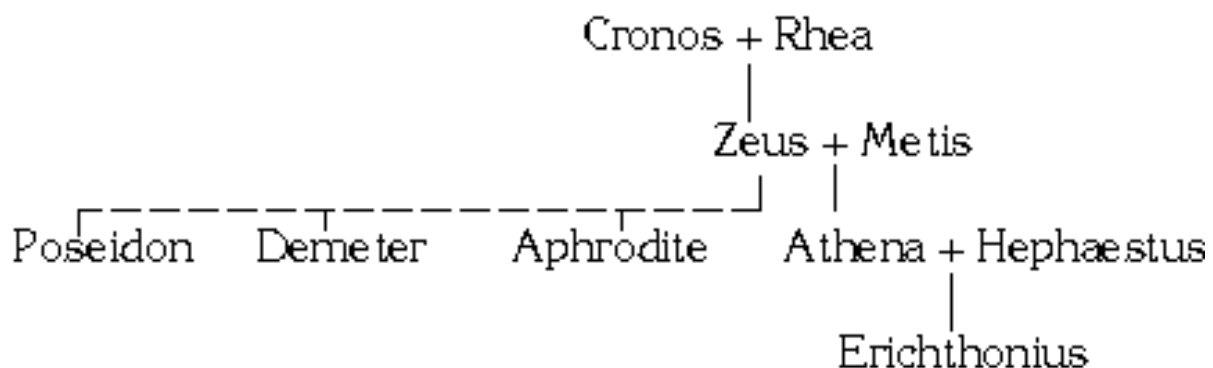 Cronos + Rhea
Zeus + Metis
Poseidon Demeter Aphrodite Athena + Hephaestus
Erichthonius